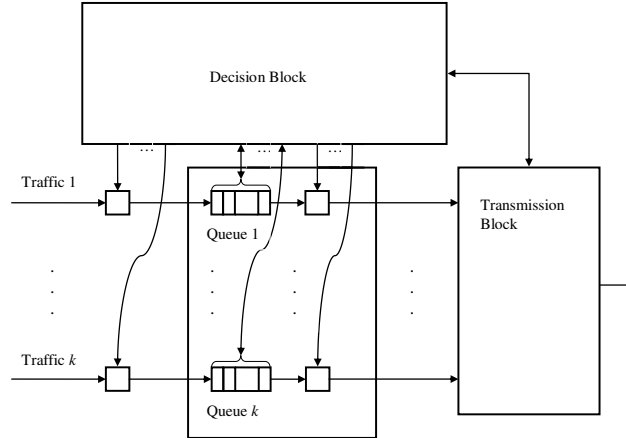 Decision Block
... ... ...
Traffic 1
Queue 1
Transmission
Block
Traffic k
Queue k